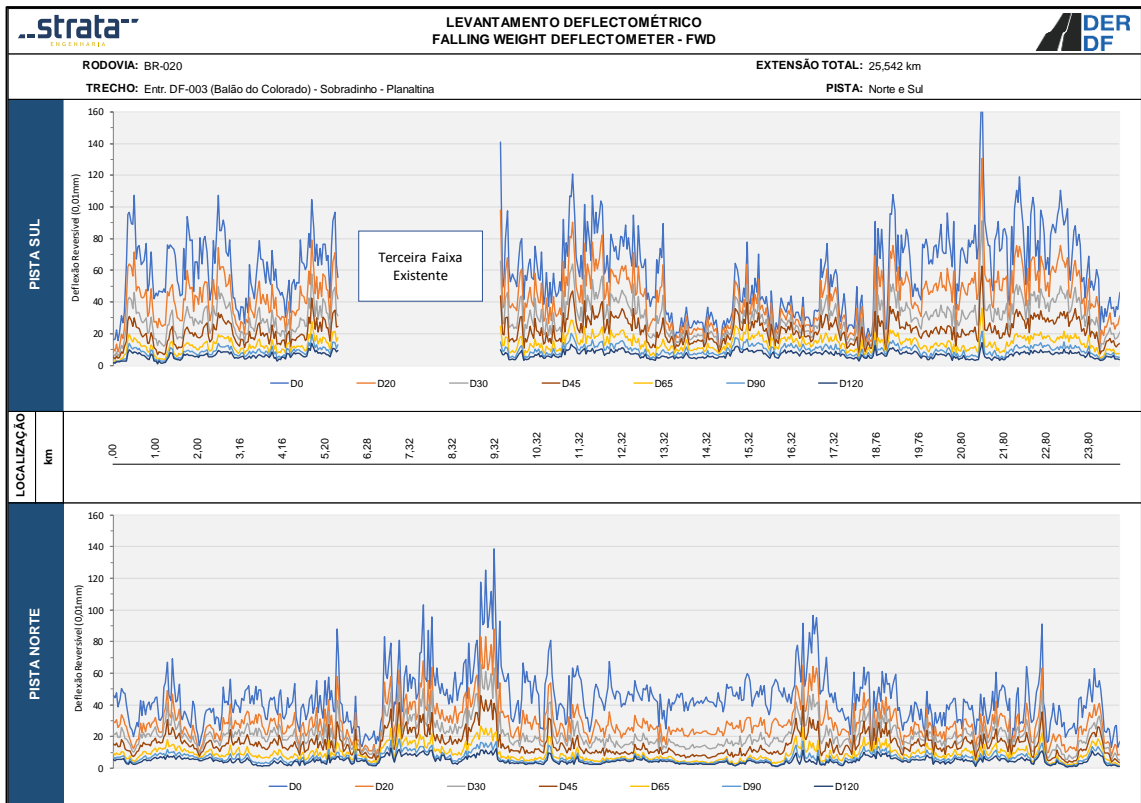 strata
ENGENHARIA
LEVANTAMENTO DEFLECTOMÉTRICO
FALLING WEIGHT DEFLECTOMETER - FWD
DER
DF
RODOVIA: BR-020
EXTENSÃO TOTAL: 25,542 km
TRECHO: Entr. DF-003 (Balão do Colorado) - Sobradinho - Planaltina
PISTA: Norte e Sul
PISTA SUL
Deflexão Reversível (0,01mm)
160
140
120
100
80
60
40
20
0
Terceira Faixa
Existente
D0 D20 D30 D45 D65 D90 D120
LOCALIZAÇÃO
km
,00 1,00 2,00 3,16 4,16 5,20 6,28 7,32 8,32 9,32 10,32 11,32 12,32 13,32 14,32 15,32 16,32 17,32 18,76 19,76 20,80 21,80 22,80 23,80
PISTA NORTE
Deflexão Reversível (0,01mm)
160
140
120
100
80
60
40
20
0
D0 D20 D30 D45 D65 D90 D120